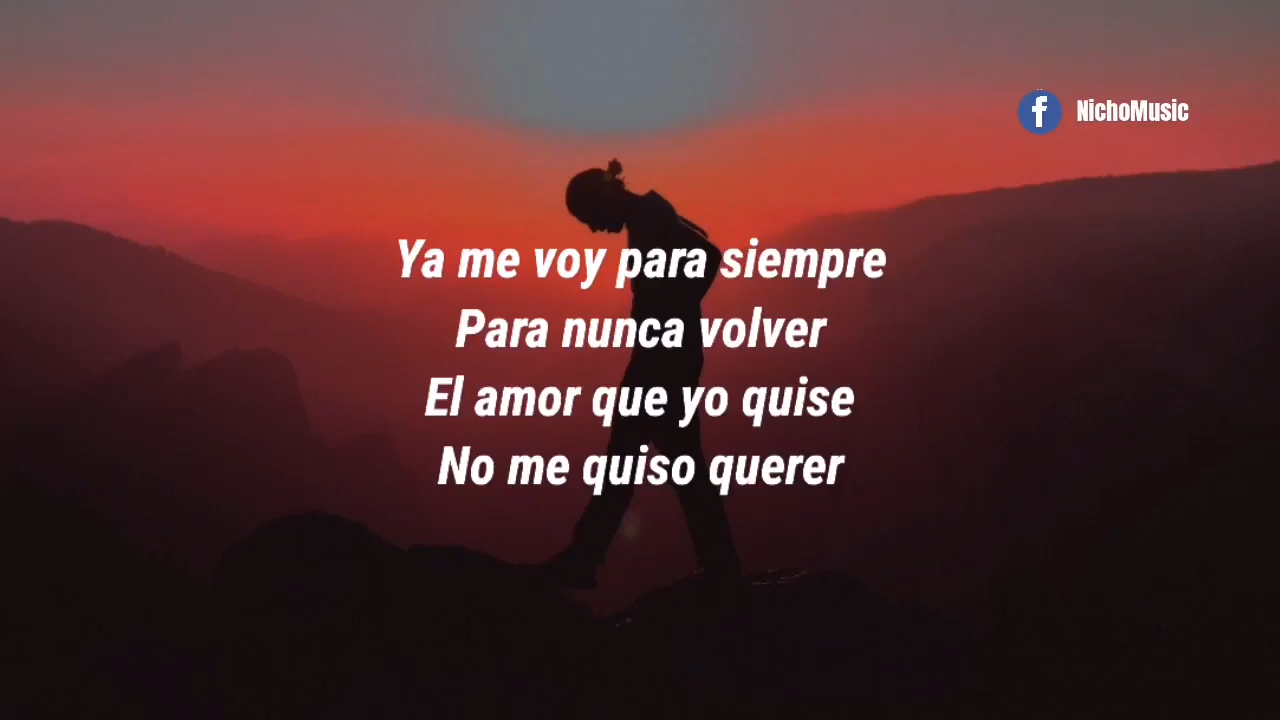 NichoMusic
Ya me voy para siempre
Para nunca volver
El amor que yo quise
No me quiso querer